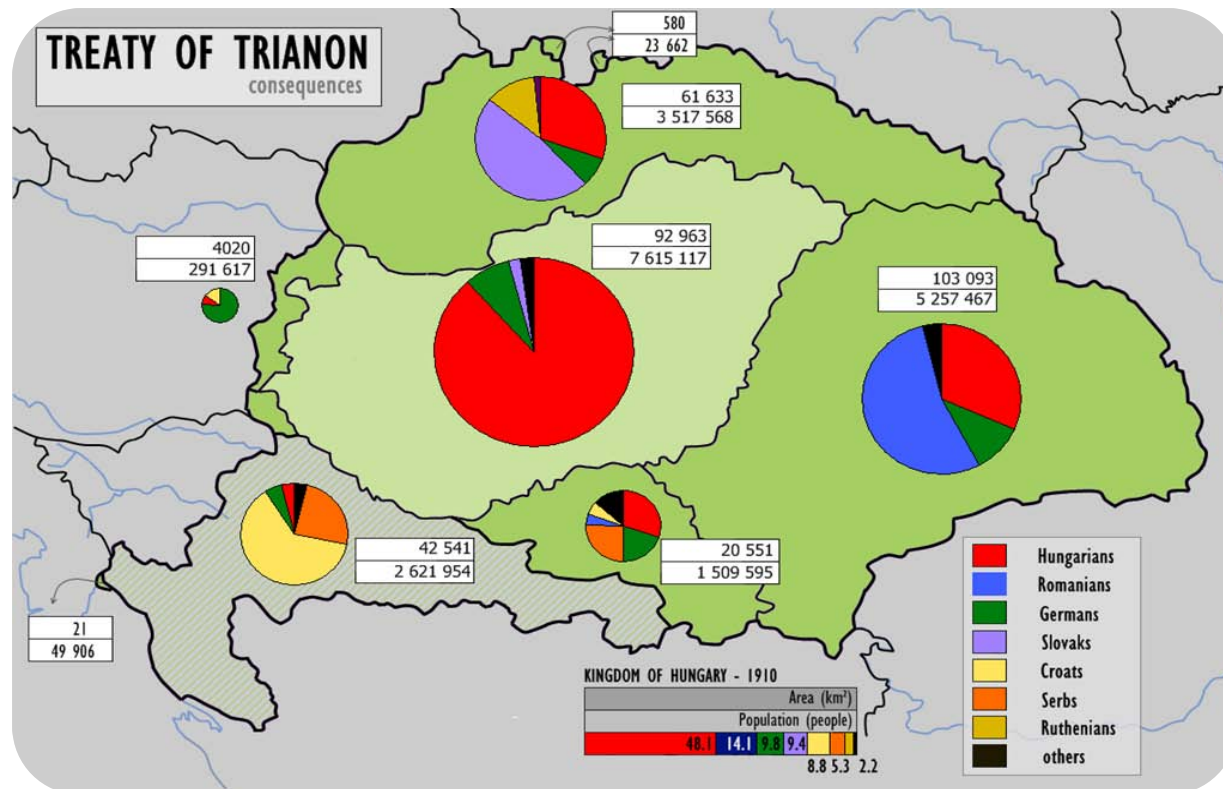 TREATY OF TRIANON
consequences
580
23 662
61 633
3 517 568
4020
291 617
92 963
7 615 117
103 093
5 257 467
42 541
2 621 954
20 551
1 509 595
21
49 906
KINGDOM OF HUNGARY - 1910
Area (km²)
Population (people)
48.1 14.1 9.8 9.4
8.8 5.3 2.2
Hungarians
Romanians
Germans
Slovaks
Croats
Serbs
Ruthenians
others